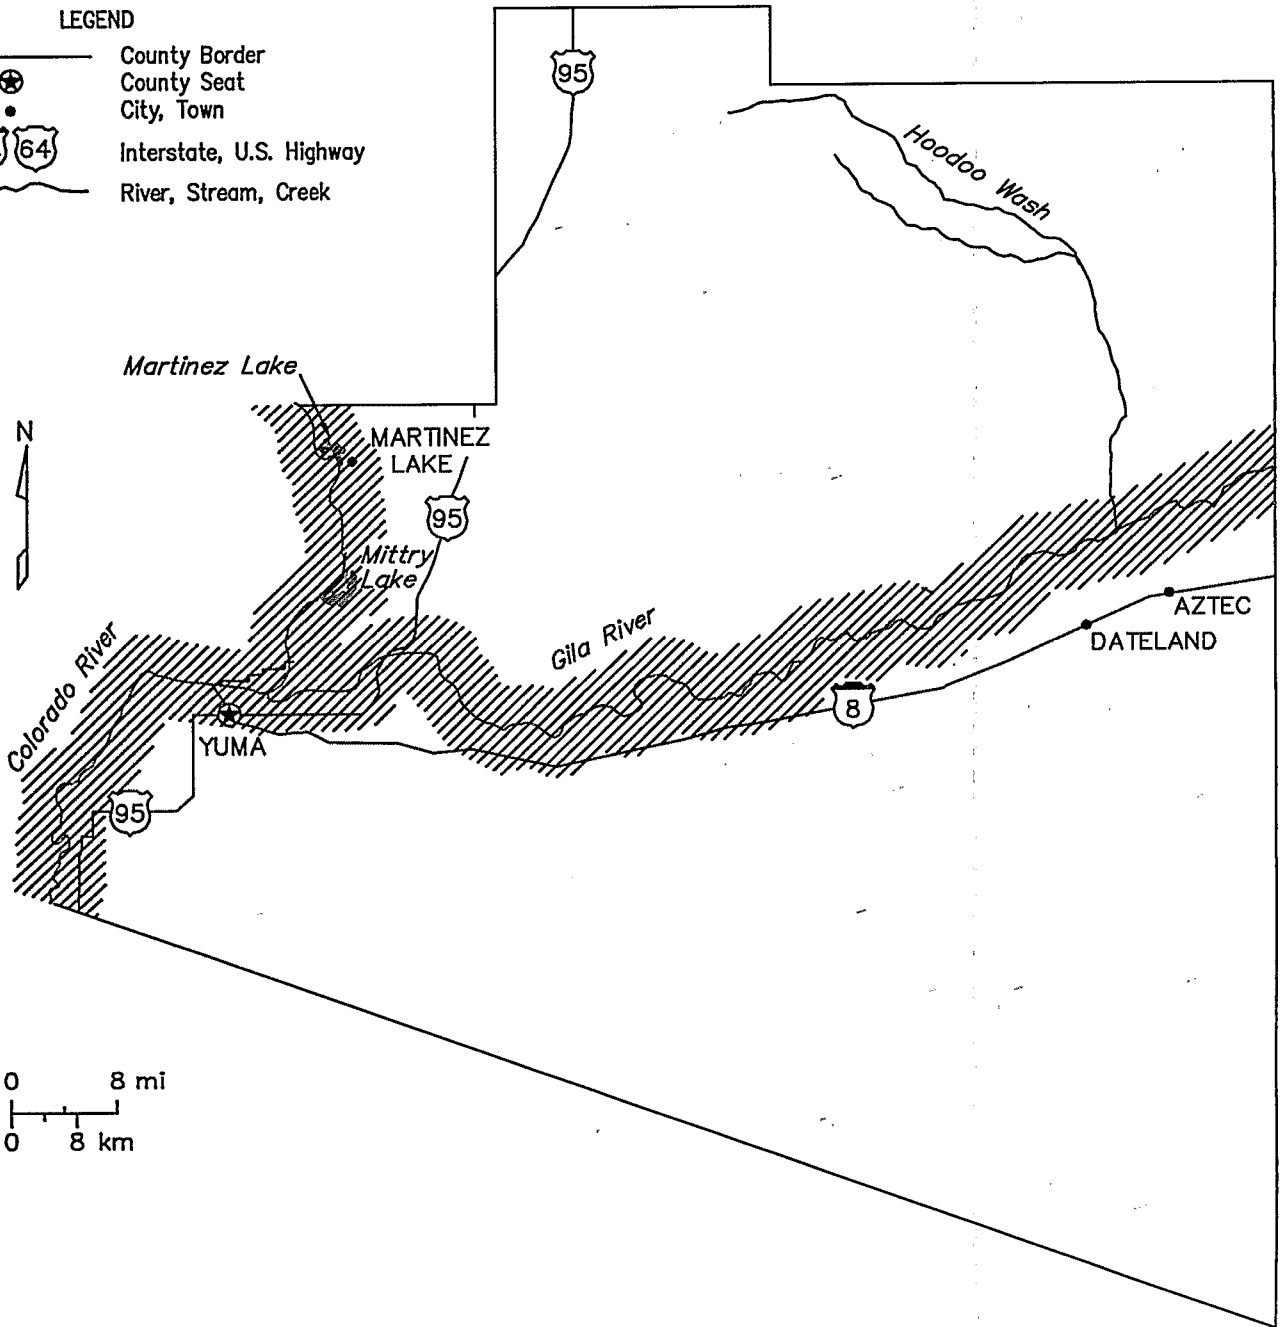 LEGEND
County Border
County Seat
City, Town
64
Interstate, U.S. Highway
River, Stream, Creek
95
Hoodoo Wash
Martinez Lake
N
MARTINEZ
LAKE
95
Mittry
Lake
Colorado River
Gila River
AZTEC
DATELAND
8
YUMA
95
0 8 mi
0 8 km